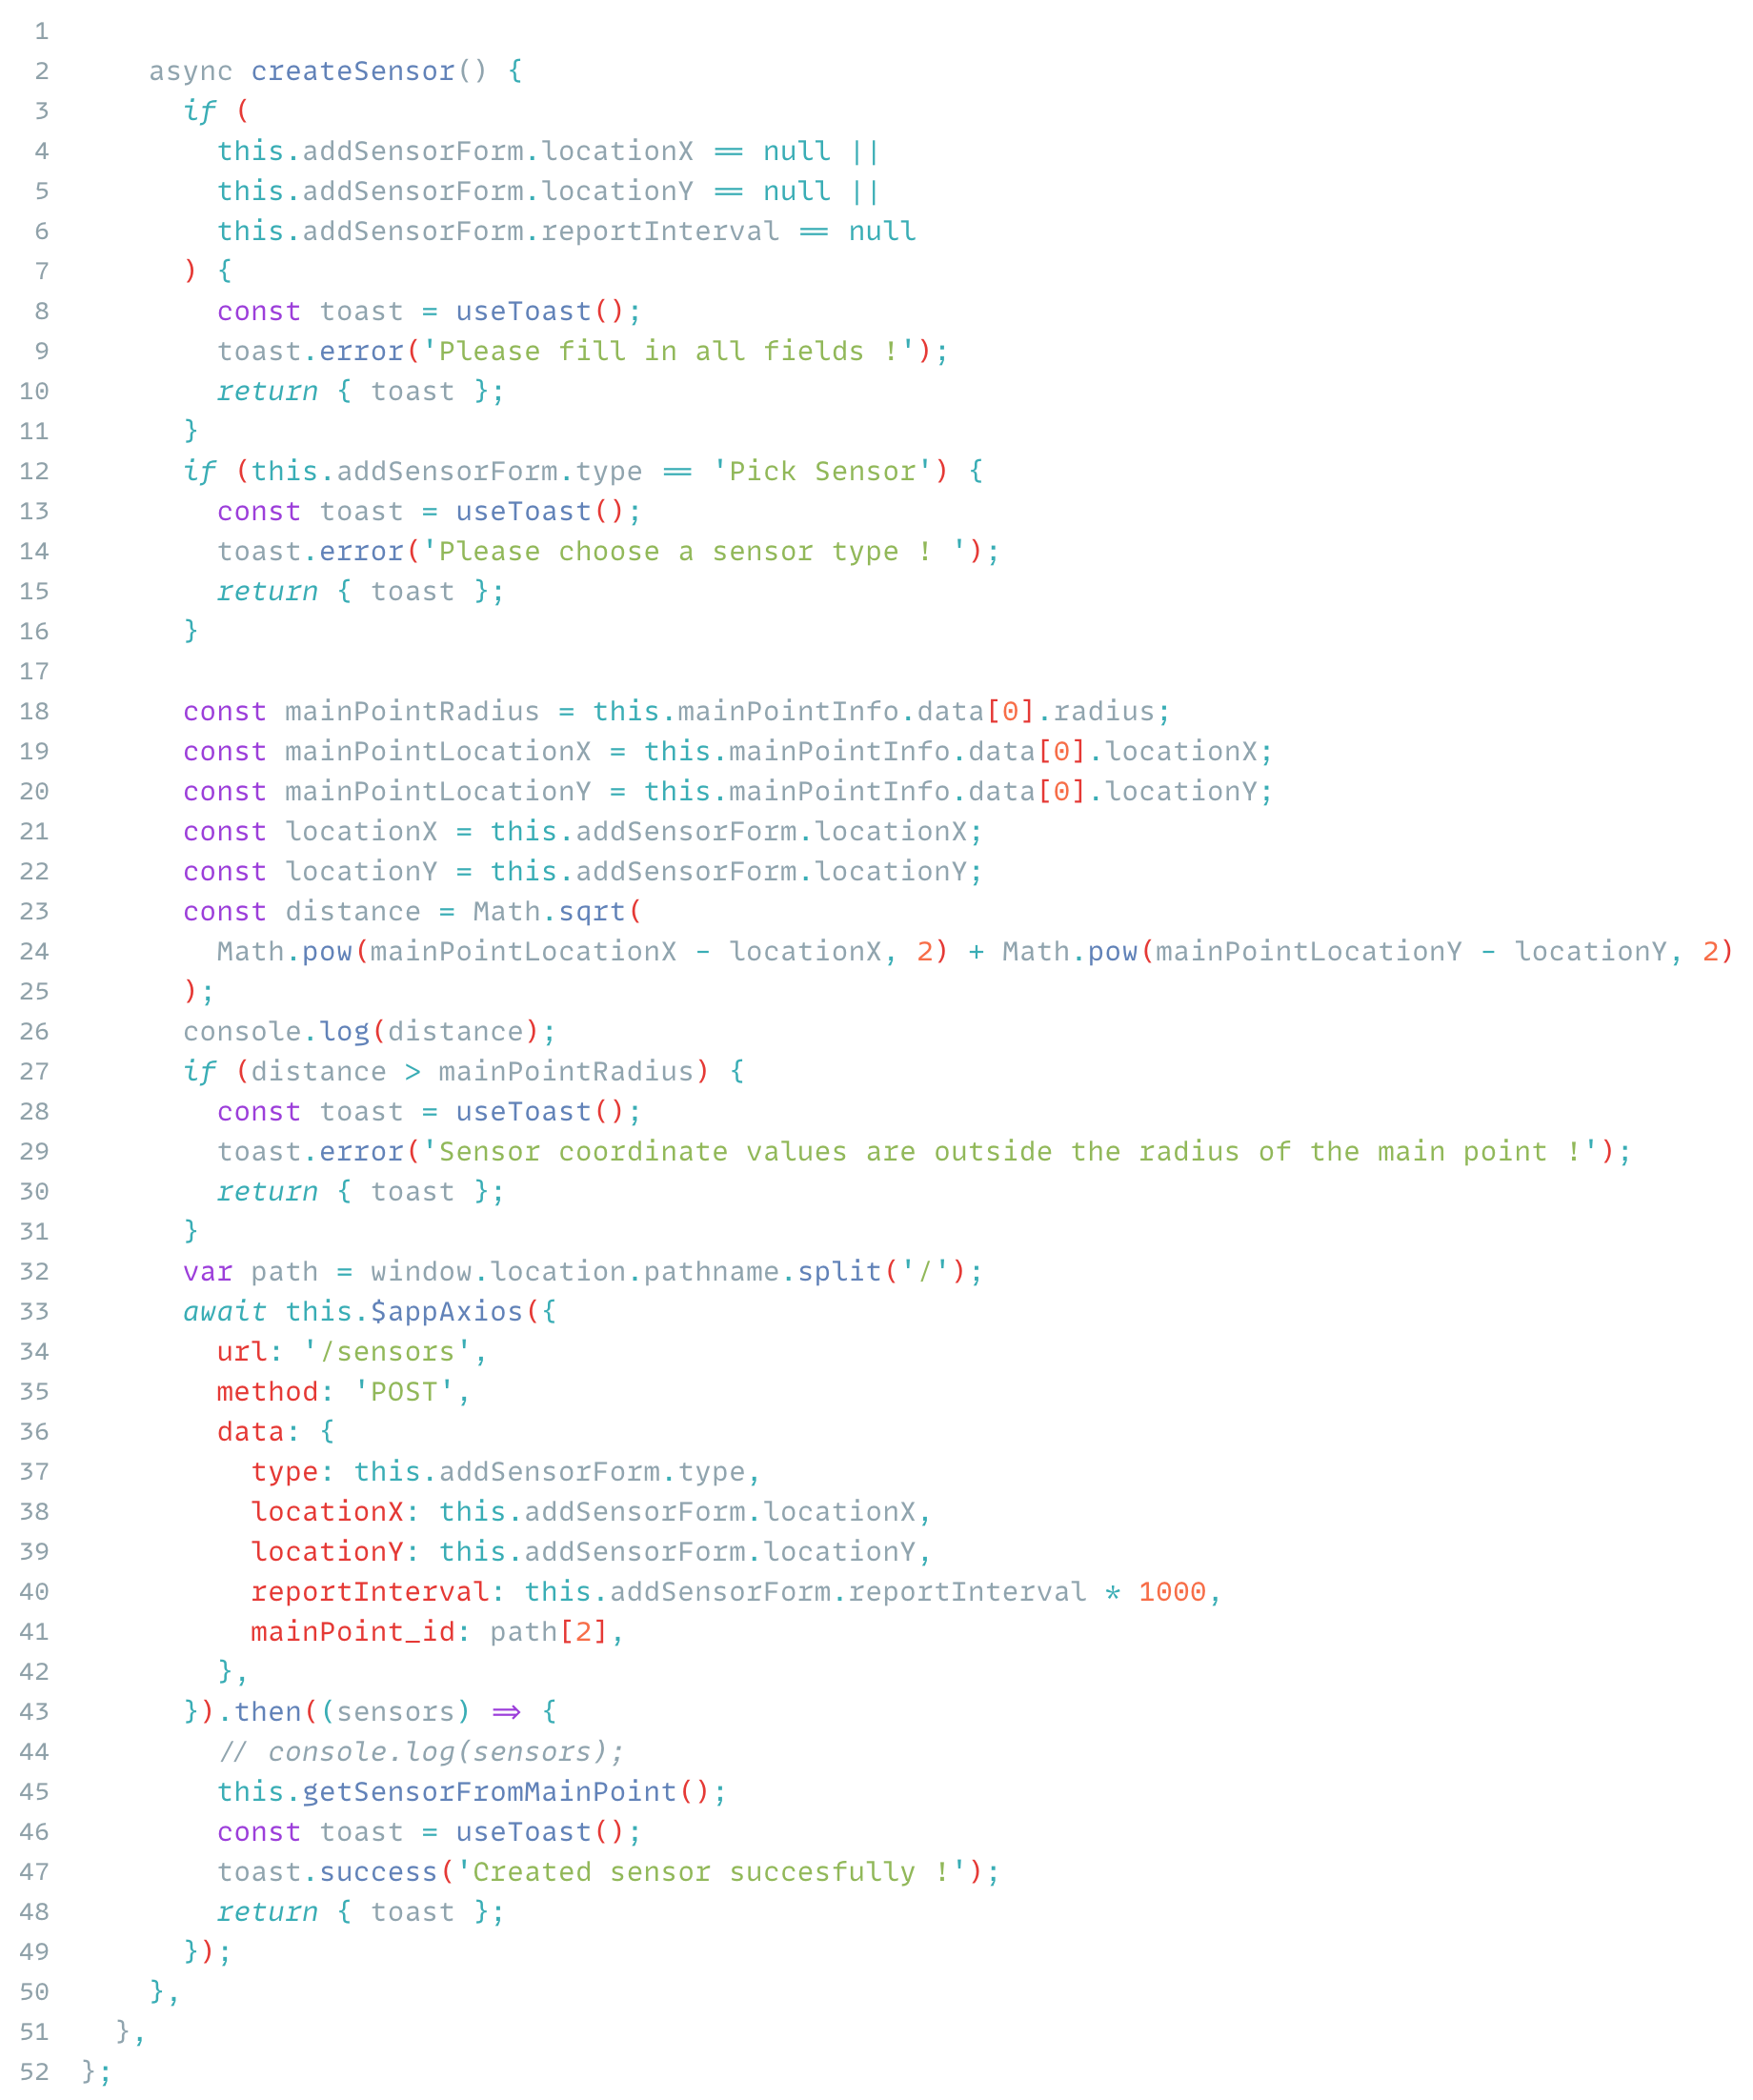 1
2 async createSensor() {
3 if (
4 this.addSensorForm.locationX == null ||
5 this.addSensorForm.locationY == null ||
6 this.addSensorForm.reportInterval == null
7 ) {
8 const toast = useToast();
9 toast.error('Please fill in all fields !');
10 return { toast };
11 }
12 if (this.addSensorForm.type == 'Pick Sensor') {
13 const toast = useToast();
14 toast.error('Please choose a sensor type ! ');
15 return { toast };
16 }
17
18 const mainPointRadius = this.mainPointInfo.data[0].radius;
19 const mainPointLocationX = this.mainPointInfo.data[0].locationX;
20 const mainPointLocationY = this.mainPointInfo.data[0].locationY;
21 const locationX = this.addSensorForm.locationX;
22 const locationY = this.addSensorForm.locationY;
23 const distance = Math.sqrt(
24 Math.pow(mainPointLocationX - locationX, 2) + Math.pow(mainPointLocationY - locationY, 2)
25 );
26 console.log(distance);
27 if (distance > mainPointRadius) {
28 const toast = useToast();
29 toast.error('Sensor coordinate values are outside the radius of the main point !');
30 return { toast };
31 }
32 var path = window.location.pathname.split('/');
33 await this.$appAxios({
34 url: '/sensors',
35 method: 'POST',
36 data: {
37 type: this.addSensorForm.type,
38 locationX: this.addSensorForm.locationX,
39 locationY: this.addSensorForm.locationY,
40 reportInterval: this.addSensorForm.reportInterval * 1000,
41 mainPoint_id: path[2],
42 },
43 }).then((sensors) => {
44 // console.log(sensors);
45 this.getSensorFromMainPoint();
46 const toast = useToast();
47 toast.success('Created sensor succesfully !');
48 return { toast };
49 });
50 },
51 },
52 };